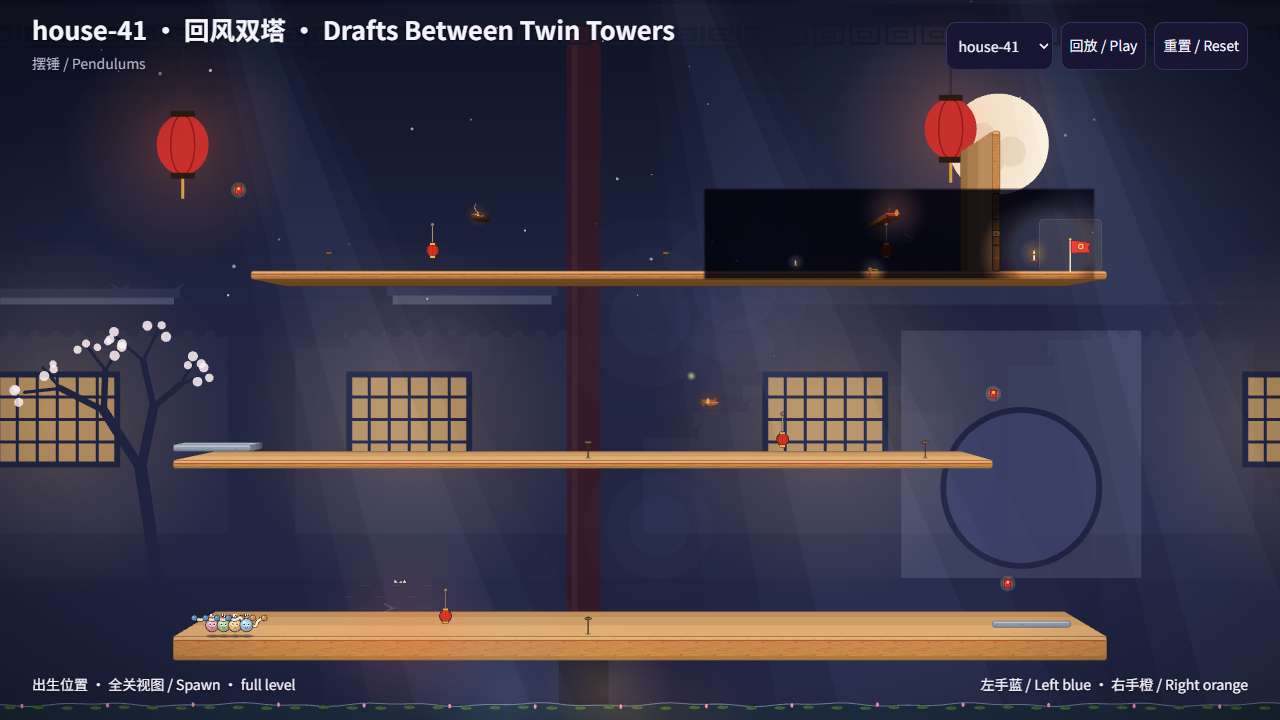 house-41 • 回风双塔 • Drafts Between Twin Towers
摆锤 / Pendulums
house-41
回放 / Play
重置 / Reset
出生位置 • 全关视图 / Spawn • full level
左手蓝 / Left blue • 右手橙 / Right orange